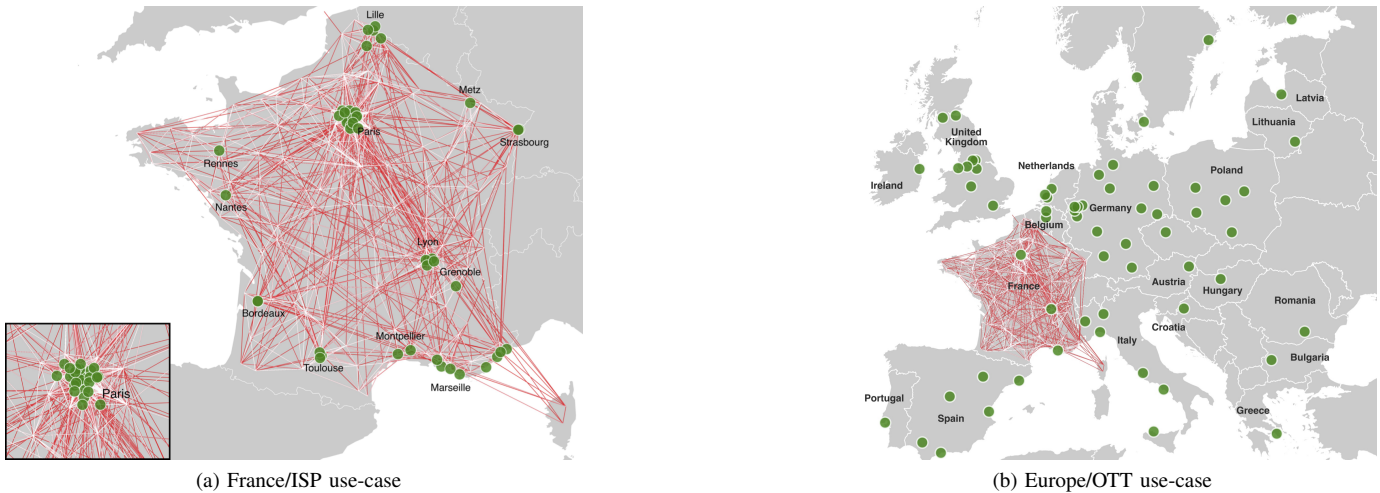 Lille
Metz
Paris
Strasbourg
Rennes
Nantes
Lyon
Grenoble
Bordeaux
Montpellier
Toulouse
Marseille
Paris
(a) France/ISP use-case
Latvia
Lithuania
United
Kingdom
Netherlands
Poland
Ireland
Germany
Belgium
France
Austria
Hungary
Romania
Croatia
Italy
Bulgaria
Portugal
Spain
Greece
(b) Europe/OTT use-case